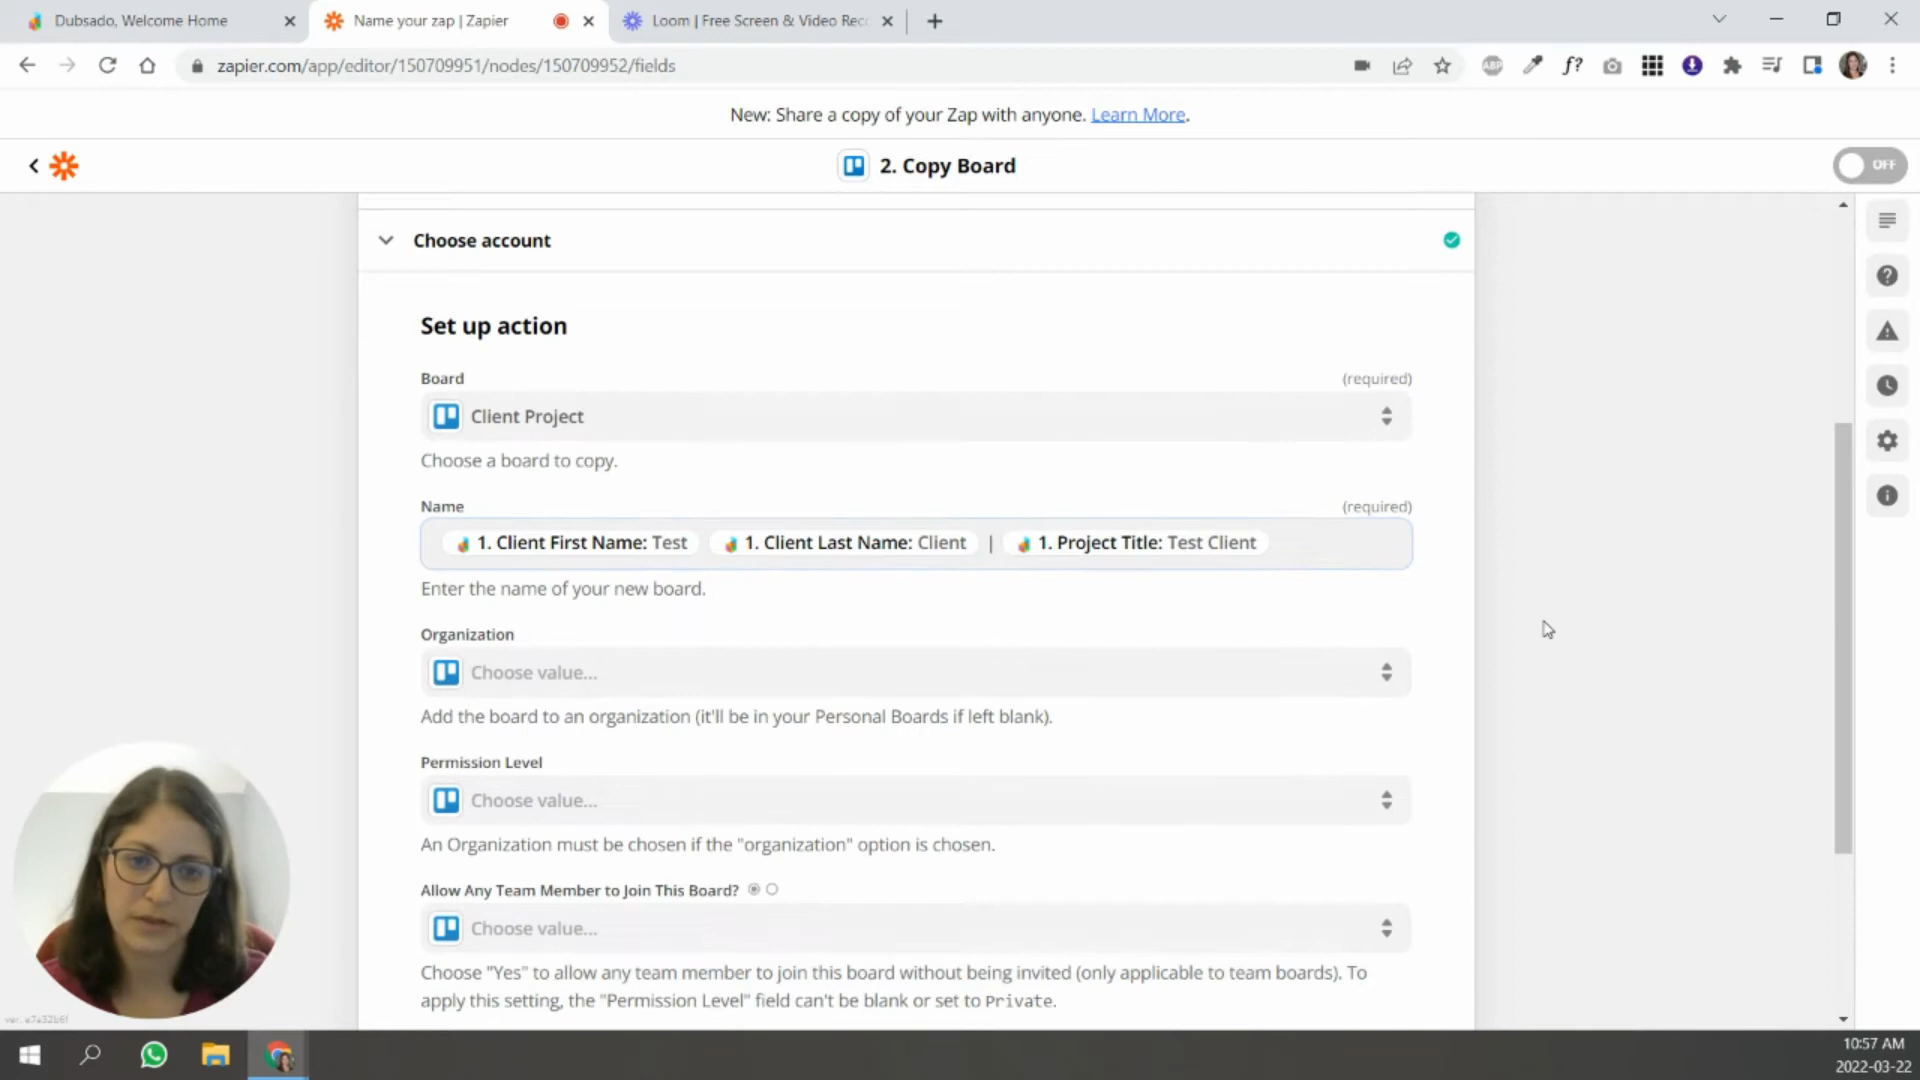 Dubsado, Welcome Home
Name your zap | Zapier
Loom | Free Screen & Video Rec
zapier.com/app/editor/150709951/nodes/150709952/fields
ABP
f?
New: Share a copy of your Zap with anyone. Learn More.
2. Copy Board
OFF
Choose account
Set up action
Board
(required)
Client Project
Choose a board to copy.
Name
(required)
1. Client First Name: Test 1. Client Last Name: Client | 1. Project Title: Test Client
Enter the name of your new board.
Organization
Choose value...
Add the board to an organization (it'll be in your Personal Boards if left blank).
Permission Level
Choose value...
An Organization must be chosen if the "organization" option is chosen.
Allow Any Team Member to Join This Board?
Choose value...
Choose "Yes" to allow any team member to join this board without being invited (only applicable to team boards). To
apply this setting, the "Permission Level" field can't be blank or set to Private.
10:57 AM
2022-03-22